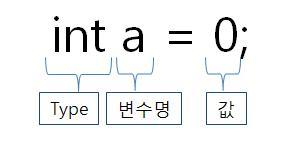 int a = 0;
Type 변수명 값